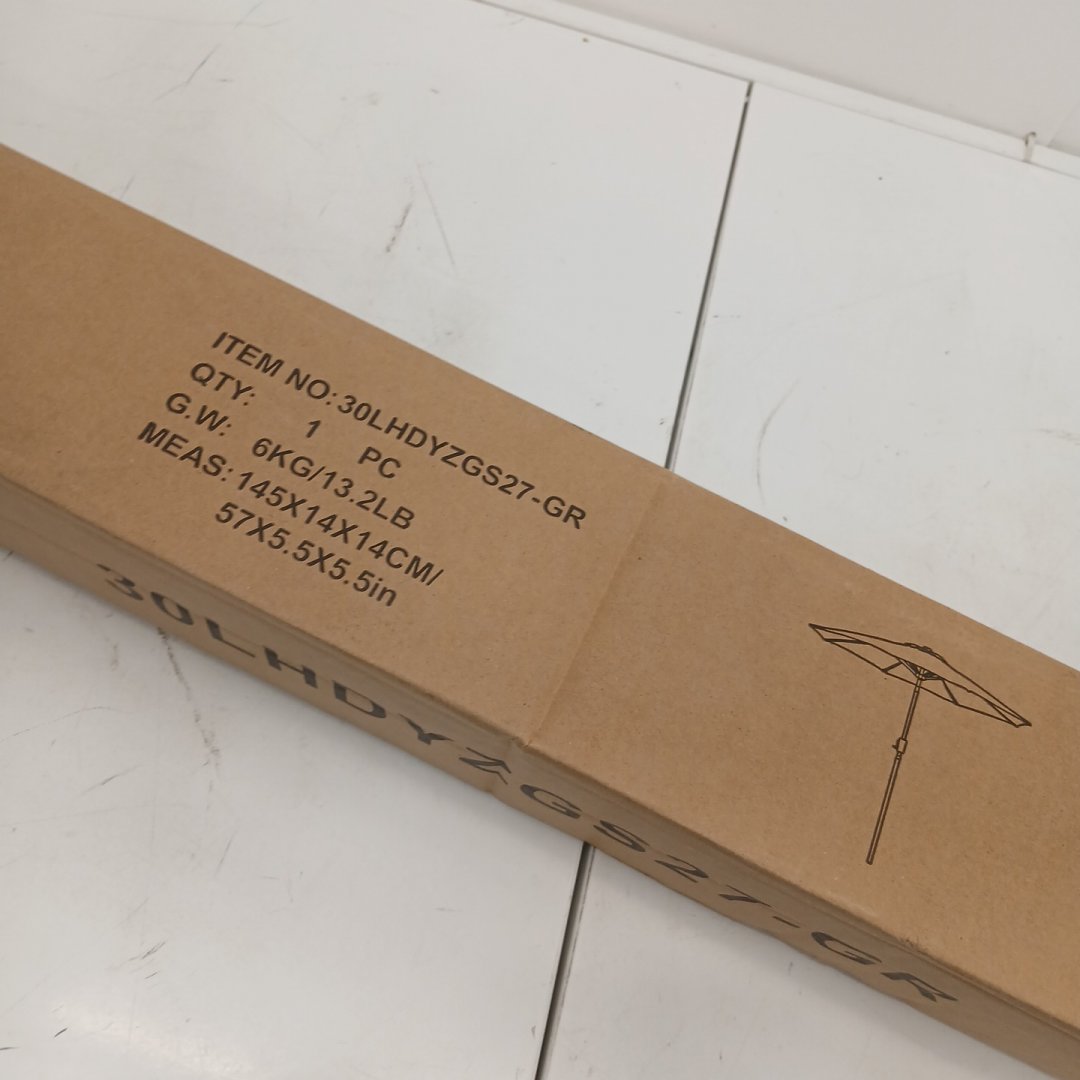 ITEM NO: 30LHDYZGS27-GR
QTY: 1 PC
G.W: 6KG/13.2LB
MEAS: 145X14X14CM/
57X5.5X5.5in
30LHDYZGS27-GR